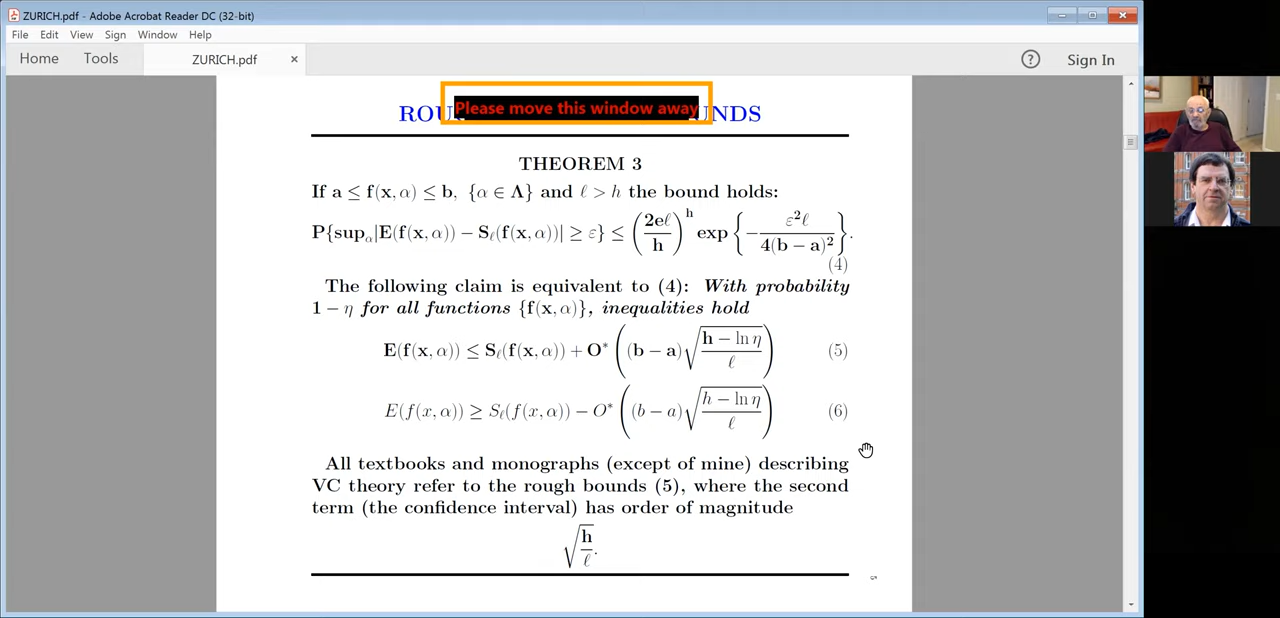 ZURICH.pdf - Adobe Acrobat Reader DC (32-bit)
File Edit View Sign Window Help
Home Tools ZURICH.pdf × ? Sign In
ROU Please move this window away UNDS
THEOREM 3
If a ≤ f(x, α) ≤ b, {α ∈ Λ} and ℓ > h the bound holds:
P{sup_α|E(f(x, α)) − S_ℓ(f(x, α))| ≥ ε} ≤ (2eℓ/h)^h exp{−ε²ℓ/4(b − a)²}.
(4)
The following claim is equivalent to (4): With probability
1 − η for all functions {f(x, α)}, inequalities hold
E(f(x, α)) ≤ S_ℓ(f(x, α)) + O*((b − a)√((h − ln η)/ℓ)) (5)
E(f(x, α)) ≥ S_ℓ(f(x, α)) − O*((b − a)√((h − ln η)/ℓ)) (6)
All textbooks and monographs (except of mine) describing
VC theory refer to the rough bounds (5), where the second
term (the confidence interval) has order of magnitude
√(h/ℓ).